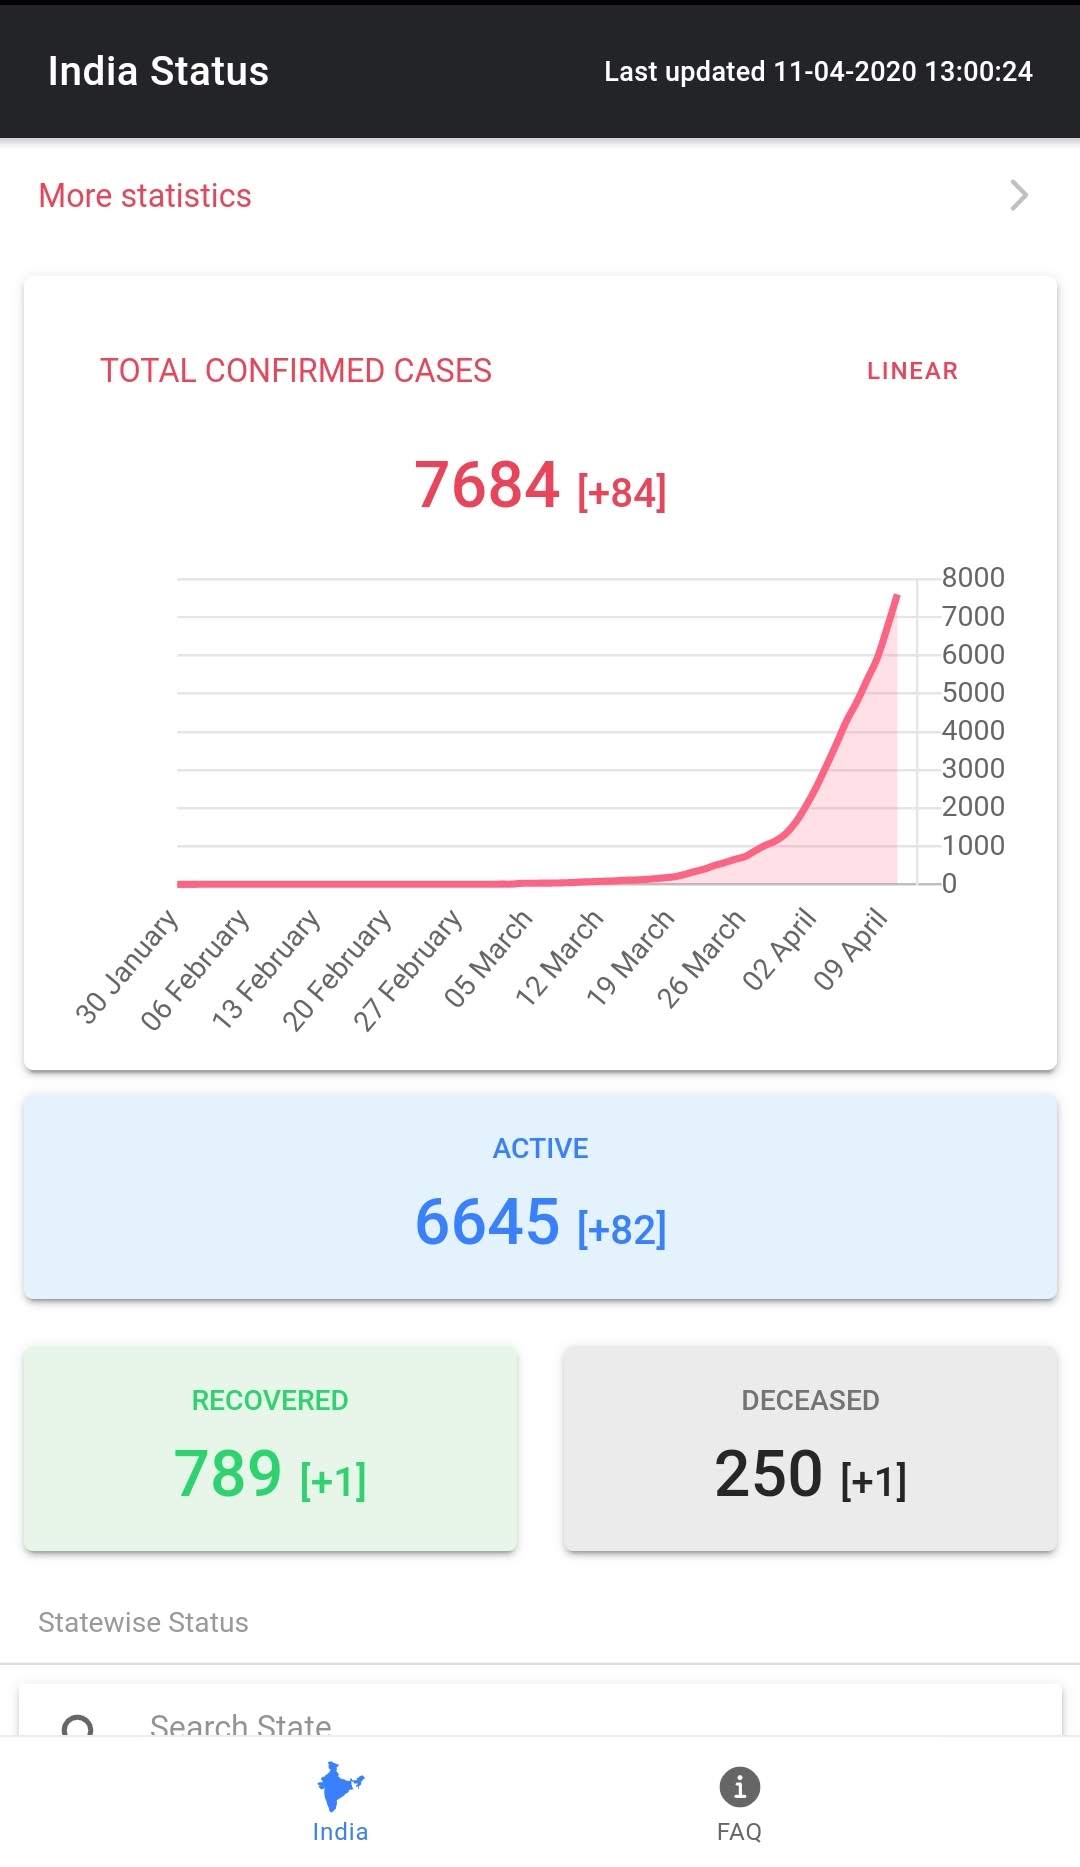 India Status
Last updated 11-04-2020 13:00:24
More statistics
TOTAL CONFIRMED CASES
LINEAR
7684 [+84]
8000
7000
6000
5000
4000
3000
2000
1000
0
30 January
06 February
13 February
20 February
27 February
05 March
12 March
19 March
26 March
02 April
09 April
ACTIVE
6645 [+82]
RECOVERED
789 [+1]
DECEASED
250 [+1]
Statewise Status
Search State
India
FAQ